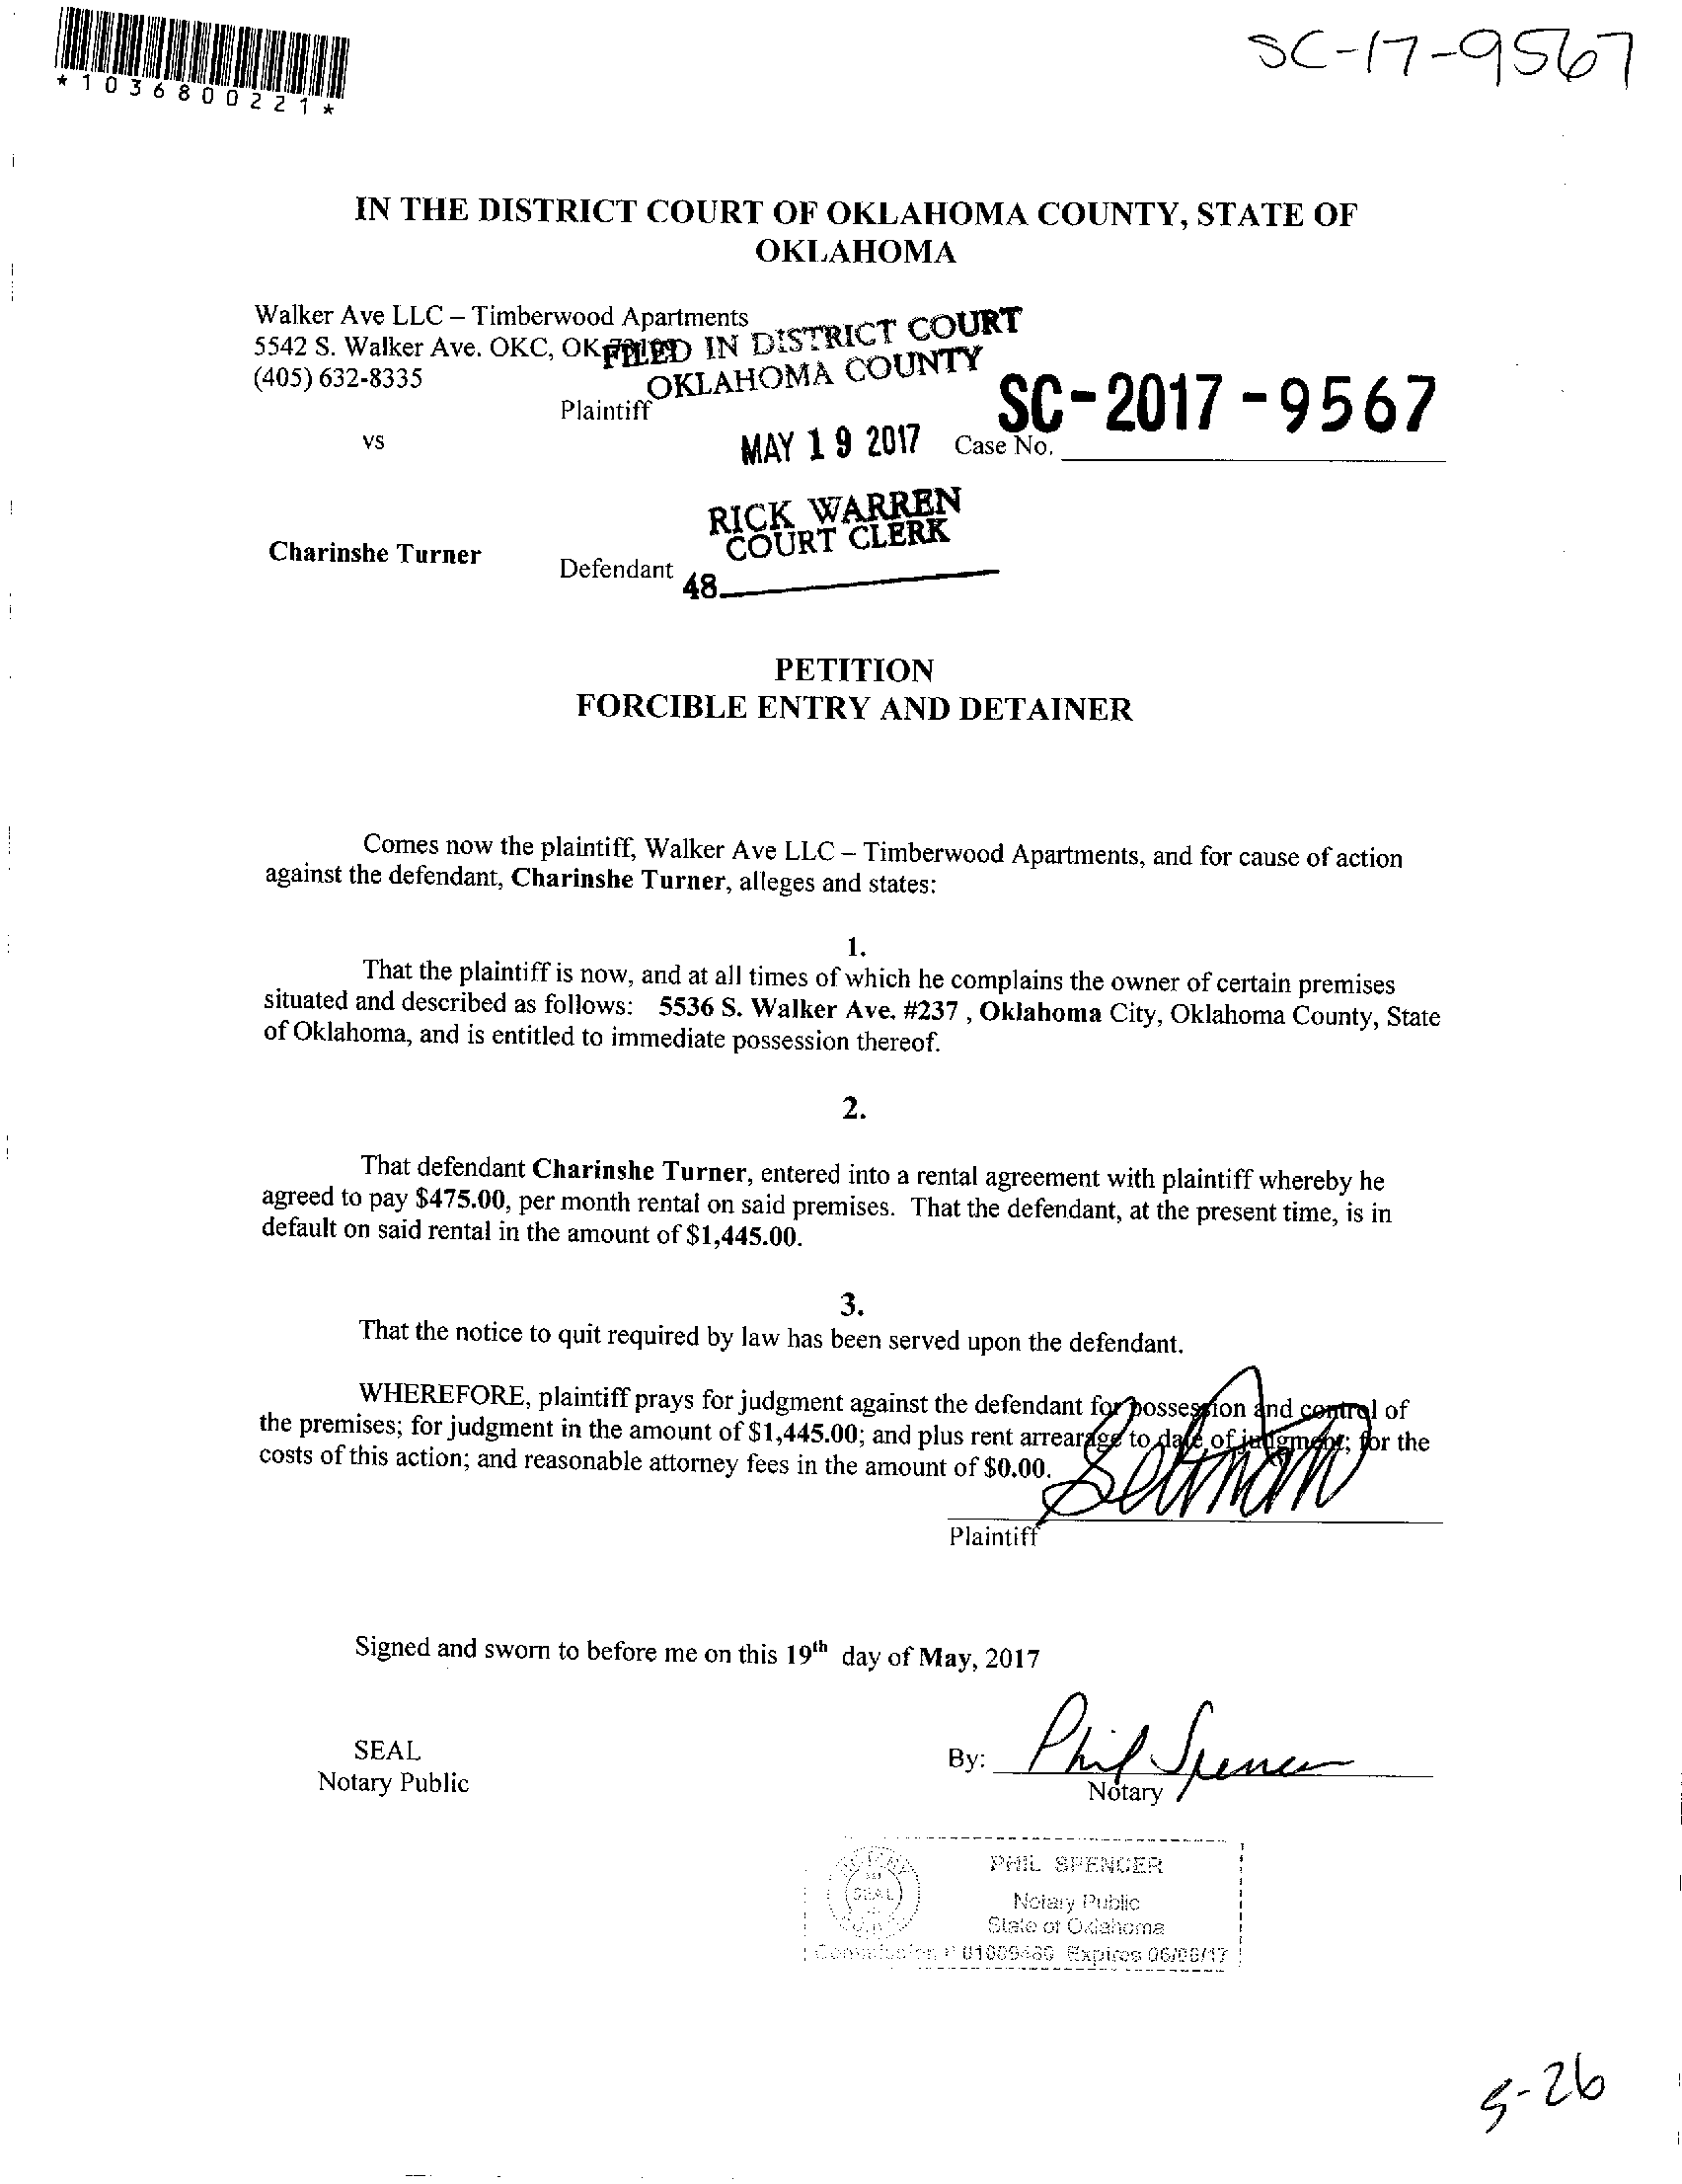 SC-17-9567
*1036800221*
IN THE DISTRICT COURT OF OKLAHOMA COUNTY, STATE OF
OKLAHOMA
Walker Ave LLC – Timberwood Apartments
5542 S. Walker Ave. OKC, OK
(405) 632-8335
Plaintiff
vs
FILED IN DISTRICT COURT
OKLAHOMA COUNTY
MAY 19 2017
RICK WARREN
COURT CLERK
48
SC-2017-9567
Case No.
Charinshe Turner
Defendant
PETITION
FORCIBLE ENTRY AND DETAINER
Comes now the plaintiff, Walker Ave LLC – Timberwood Apartments, and for cause of action
against the defendant, Charinshe Turner, alleges and states:
1.
That the plaintiff is now, and at all times of which he complains the owner of certain premises
situated and described as follows: 5536 S. Walker Ave. #237 , Oklahoma City, Oklahoma County, State
of Oklahoma, and is entitled to immediate possession thereof.
2.
That defendant Charinshe Turner, entered into a rental agreement with plaintiff whereby he
agreed to pay $475.00, per month rental on said premises. That the defendant, at the present time, is in
default on said rental in the amount of $1,445.00.
3.
That the notice to quit required by law has been served upon the defendant.
WHEREFORE, plaintiff prays for judgment against the defendant for possession and control of
the premises; for judgment in the amount of $1,445.00; and plus rent arrearage to date of judgment; for the
costs of this action; and reasonable attorney fees in the amount of $0.00.
Plaintiff
Signed and sworn to before me on this 19th day of May, 2017
SEAL
Notary Public
By: Phil Spencer
Notary
PHIL SPENCER
Notary Public
State of Oklahoma
SEAL
Commission # Expires
5-26